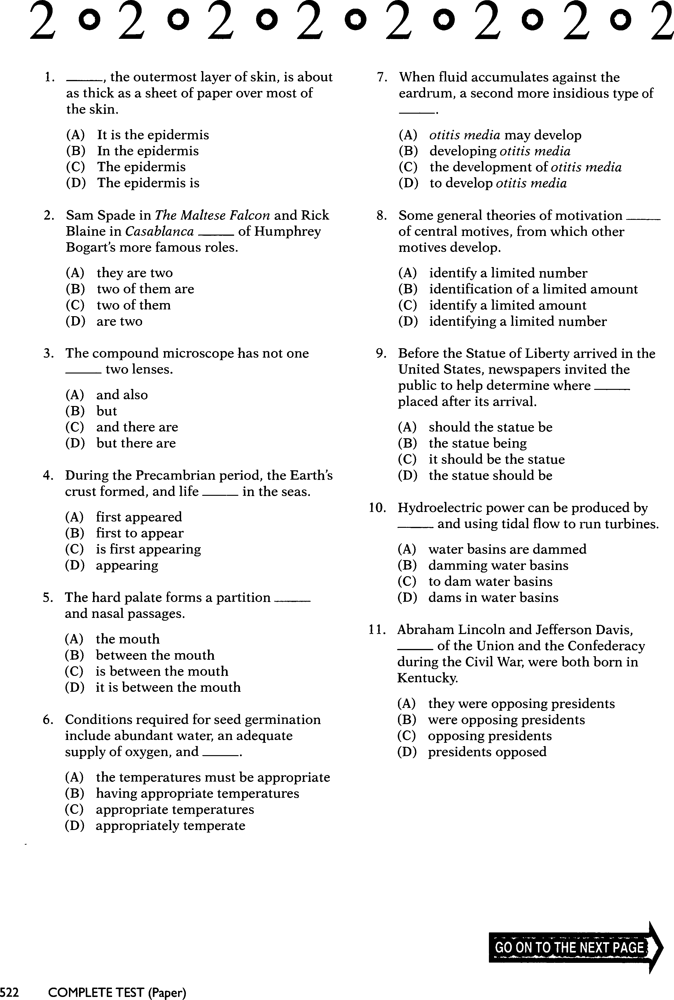 2 o 2 o 2 o 2 o 2 o 2 o 2 o 2
1. _____, the outermost layer of skin, is about
as thick as a sheet of paper over most of
the skin.
(A) It is the epidermis
(B) In the epidermis
(C) The epidermis
(D) The epidermis is
2. Sam Spade in The Maltese Falcon and Rick
Blaine in Casablanca _____ of Humphrey
Bogart's more famous roles.
(A) they are two
(B) two of them are
(C) two of them
(D) are two
3. The compound microscope has not one
_____ two lenses.
(A) and also
(B) but
(C) and there are
(D) but there are
4. During the Precambrian period, the Earth's
crust formed, and life _____ in the seas.
(A) first appeared
(B) first to appear
(C) is first appearing
(D) appearing
5. The hard palate forms a partition _____
and nasal passages.
(A) the mouth
(B) between the mouth
(C) is between the mouth
(D) it is between the mouth
6. Conditions required for seed germination
include abundant water, an adequate
supply of oxygen, and _____.
(A) the temperatures must be appropriate
(B) having appropriate temperatures
(C) appropriate temperatures
(D) appropriately temperate
7. When fluid accumulates against the
eardrum, a second more insidious type of
_____.
(A) otitis media may develop
(B) developing otitis media
(C) the development of otitis media
(D) to develop otitis media
8. Some general theories of motivation _____
of central motives, from which other
motives develop.
(A) identify a limited number
(B) identification of a limited amount
(C) identify a limited amount
(D) identifying a limited number
9. Before the Statue of Liberty arrived in the
United States, newspapers invited the
public to help determine where _____
placed after its arrival.
(A) should the statue be
(B) the statue being
(C) it should be the statue
(D) the statue should be
10. Hydroelectric power can be produced by
_____ and using tidal flow to run turbines.
(A) water basins are dammed
(B) damming water basins
(C) to dam water basins
(D) dams in water basins
11. Abraham Lincoln and Jefferson Davis,
_____ of the Union and the Confederacy
during the Civil War, were both born in
Kentucky.
(A) they were opposing presidents
(B) were opposing presidents
(C) opposing presidents
(D) presidents opposed
GO ON TO THE NEXT PAGE
522 COMPLETE TEST (Paper)